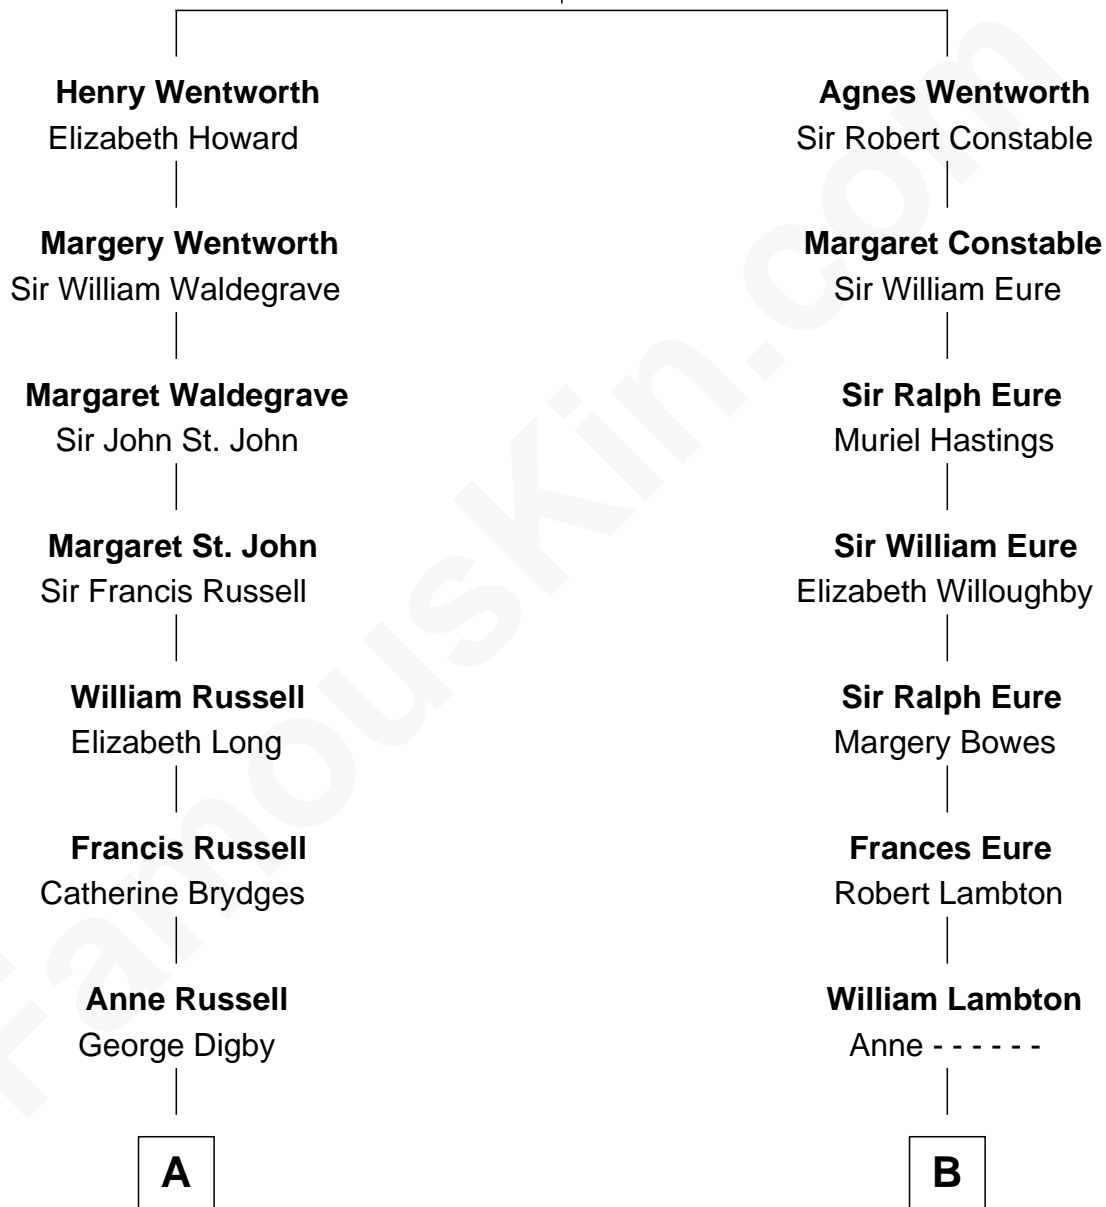 Henry Wentworth
Elizabeth Howard
Margery Wentworth
Sir William Waldegrave
Margaret Waldegrave
Sir John St. John
Margaret St. John
Sir Francis Russell
William Russell
Elizabeth Long
Francis Russell
Catherine Brydges
Anne Russell
George Digby
A
Agnes Wentworth
Sir Robert Constable
Margaret Constable
Sir William Eure
Sir Ralph Eure
Muriel Hastings
Sir William Eure
Elizabeth Willoughby
Sir Ralph Eure
Margery Bowes
Frances Eure
Robert Lambton
William Lambton
Anne - - - - - -
B
FamousKin.com